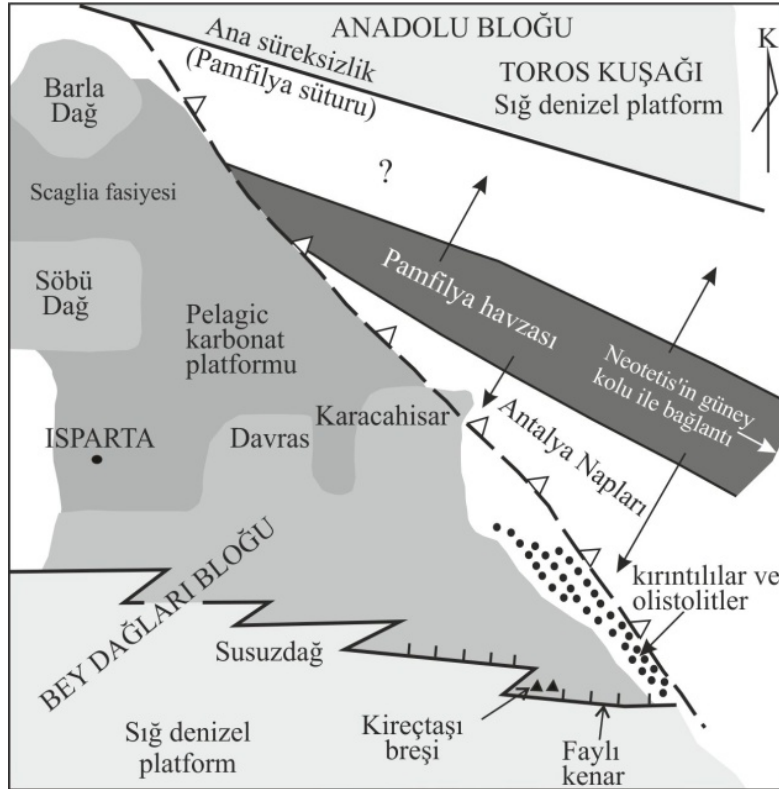 ANADOLU BLOĞU
Ana süreksizlik
(Pamfilya süturu)
TOROS KUŞAĞI
Sığ denizel platform
K
Barla
Dağ
?
Scaglia fasiyesi
Söbü
Dağ
Pamfilya havzası
Pelagic
karbonat
platformu
Neotetis'in güney
kolu ile bağlantı
Karacahisar
ISPARTA
Davras
Antalya Napları
kırıntılılar ve
olistolitler
BEY DAĞLARI BLOĞU
Susuzdağ
Sığ denizel
platform
Kireçtaşı
breşi
Faylı
kenar